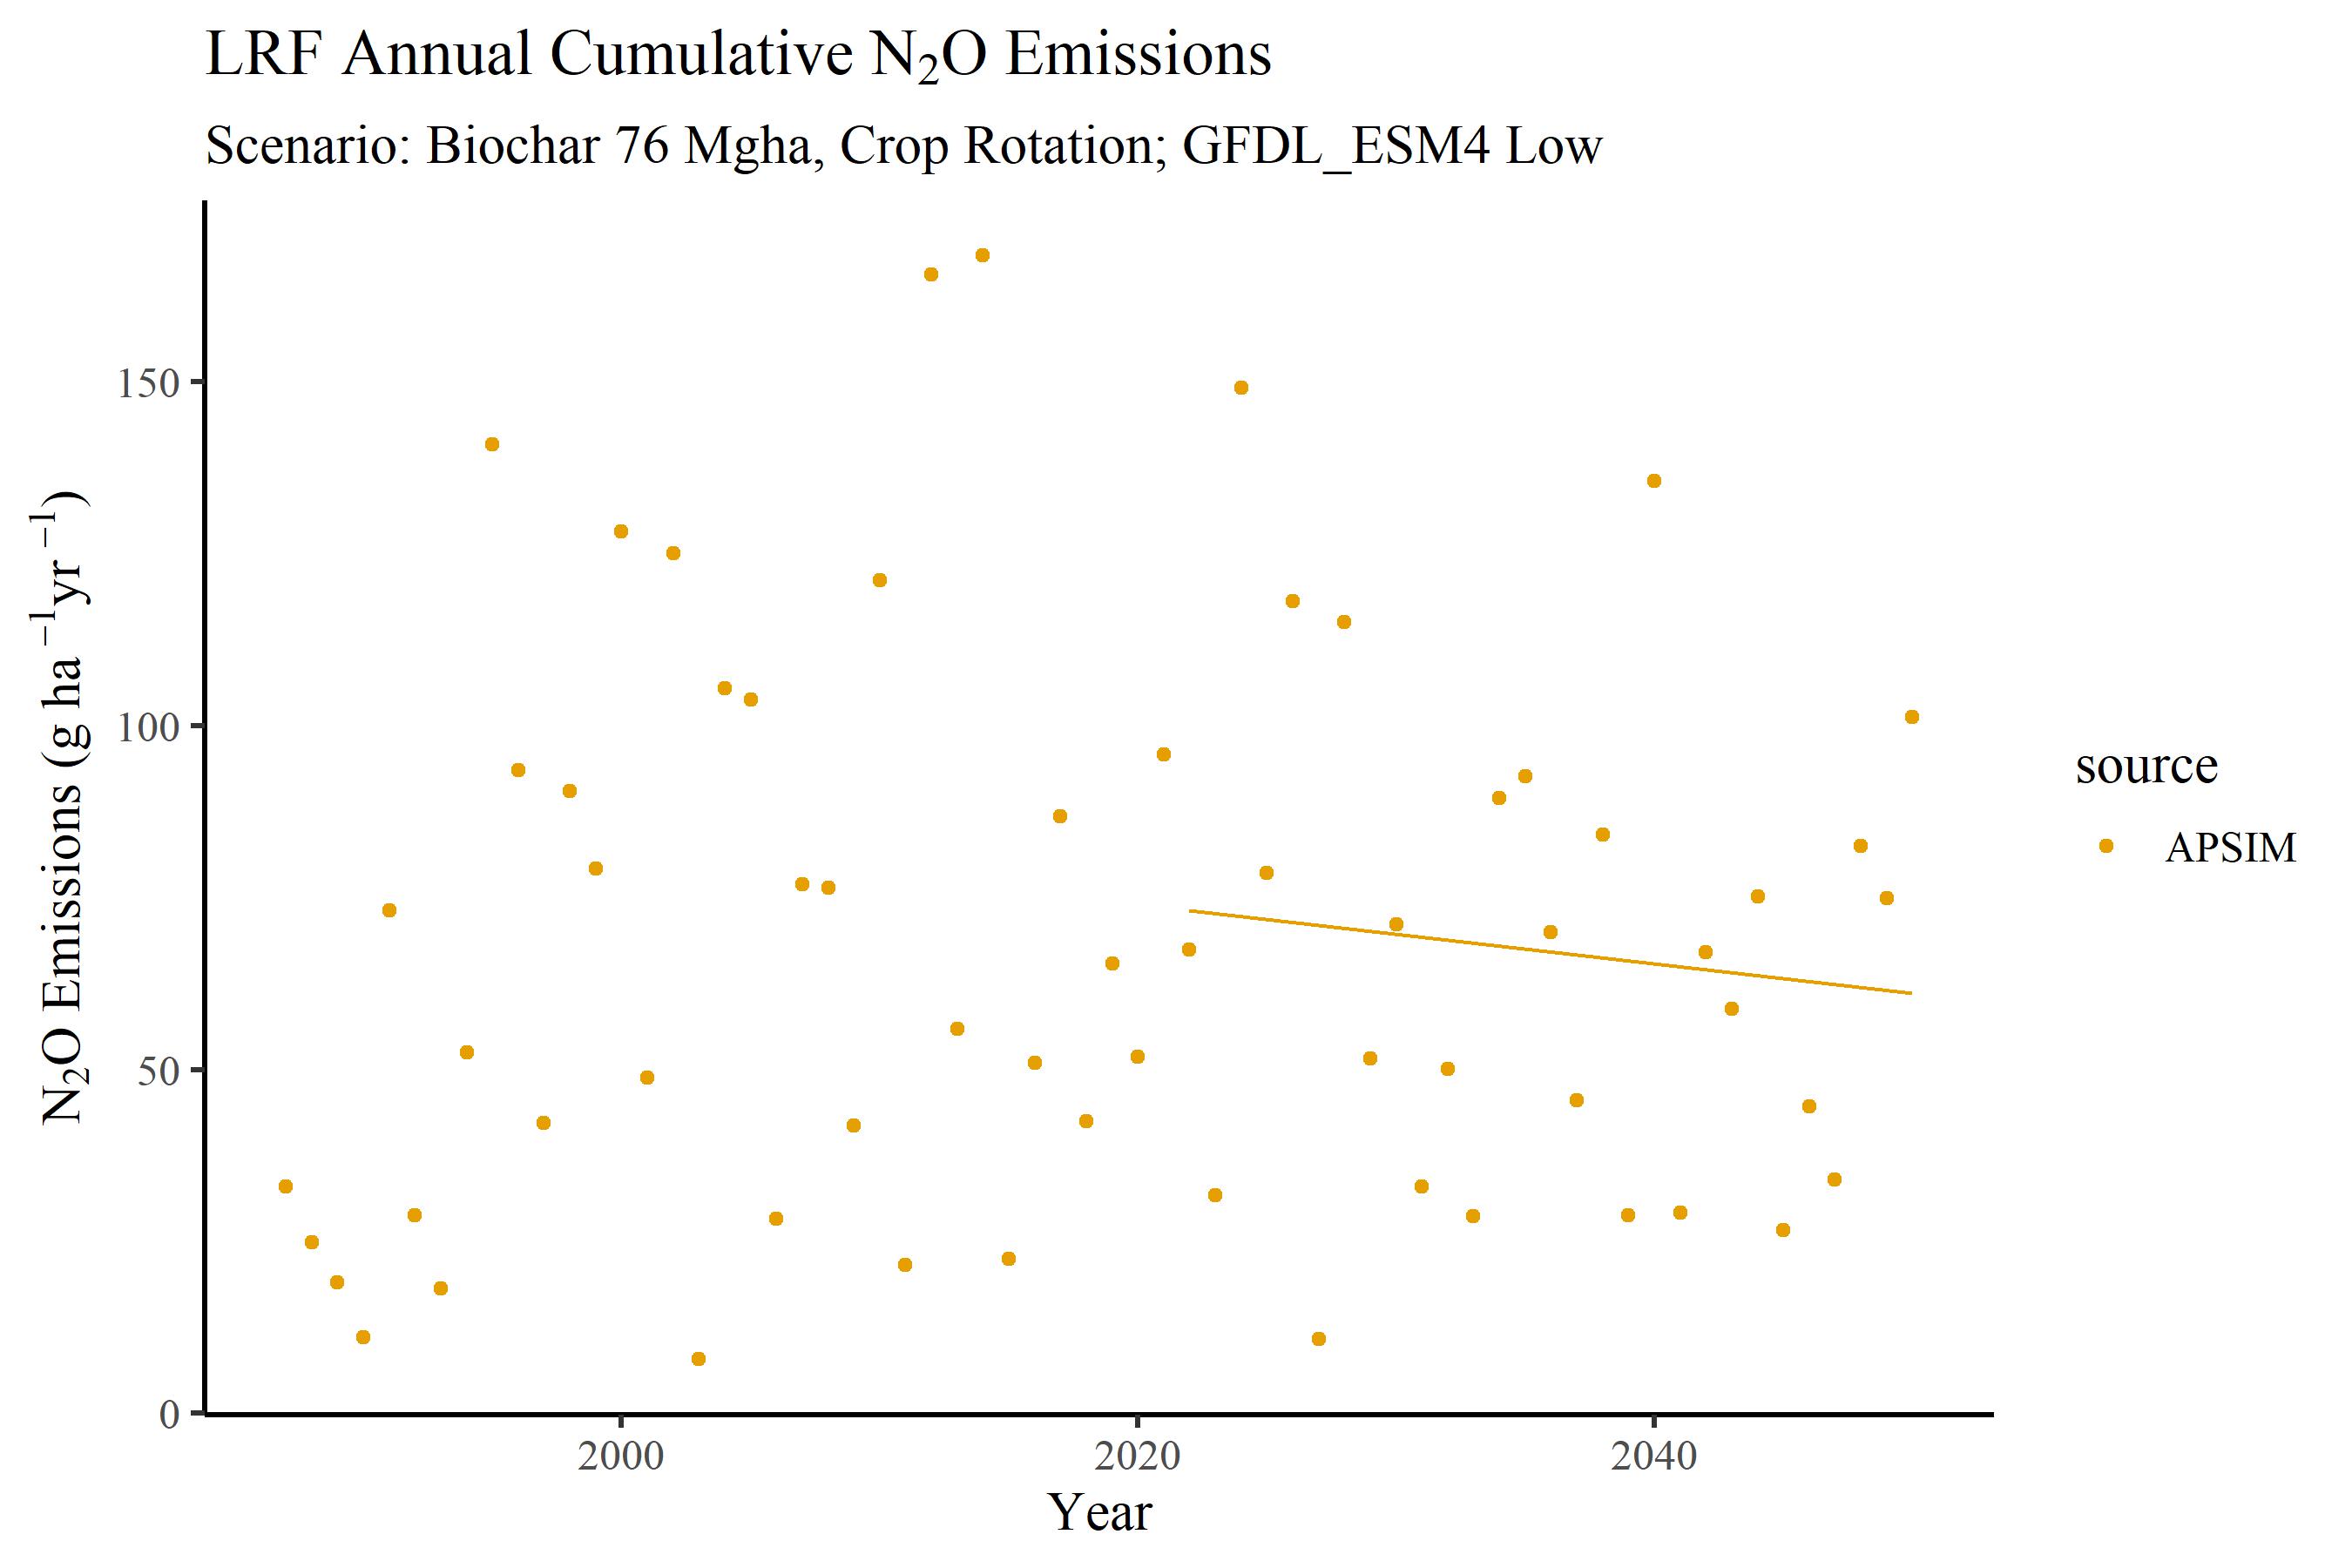 LRF Annual Cumulative N₂O Emissions
Scenario: Biochar 76 Mgha, Crop Rotation; GFDL_ESM4 Low
N₂O Emissions (g ha⁻¹yr⁻¹)
150
100
50
0
2000 2020 2040
Year
source
APSIM